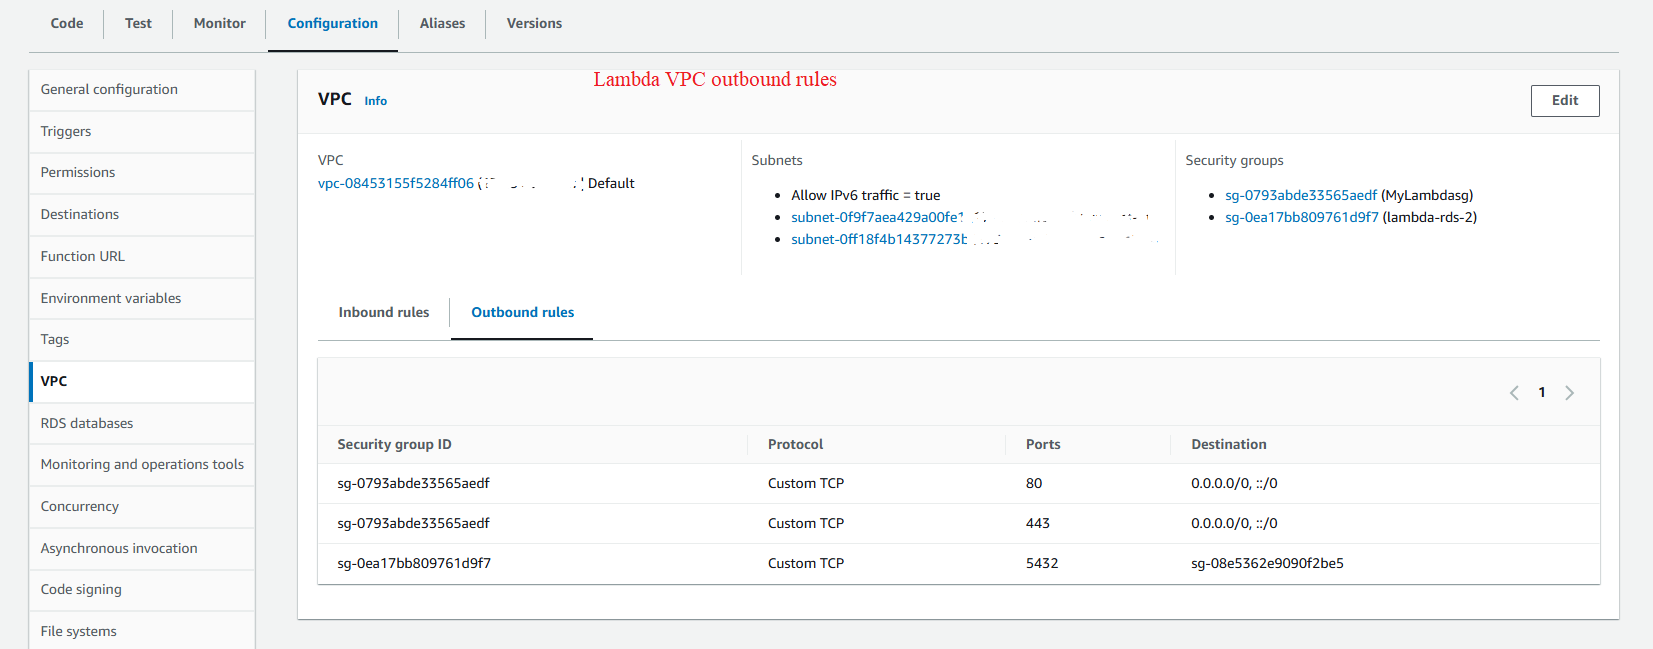 Code Test Monitor Configuration Aliases Versions
Lambda VPC outbound rules
General configuration
Triggers
Permissions
Destinations
Function URL
Environment variables
Tags
VPC
RDS databases
Monitoring and operations tools
Concurrency
Asynchronous invocation
Code signing
File systems
VPC Info
Edit
VPC
vpc-08453155f5284ff06 Default
Subnets
Allow IPv6 traffic = true
subnet-0f9f7aea429a00fe1
subnet-0ff18f4b14377273b
Security groups
sg-0793abde33565aedf (MyLambdasg)
sg-0ea17bb809761d9f7 (lambda-rds-2)
Inbound rules Outbound rules
1
Security group ID Protocol Ports Destination
sg-0793abde33565aedf Custom TCP 80 0.0.0.0/0, ::/0
sg-0793abde33565aedf Custom TCP 443 0.0.0.0/0, ::/0
sg-0ea17bb809761d9f7 Custom TCP 5432 sg-08e5362e9090f2be5